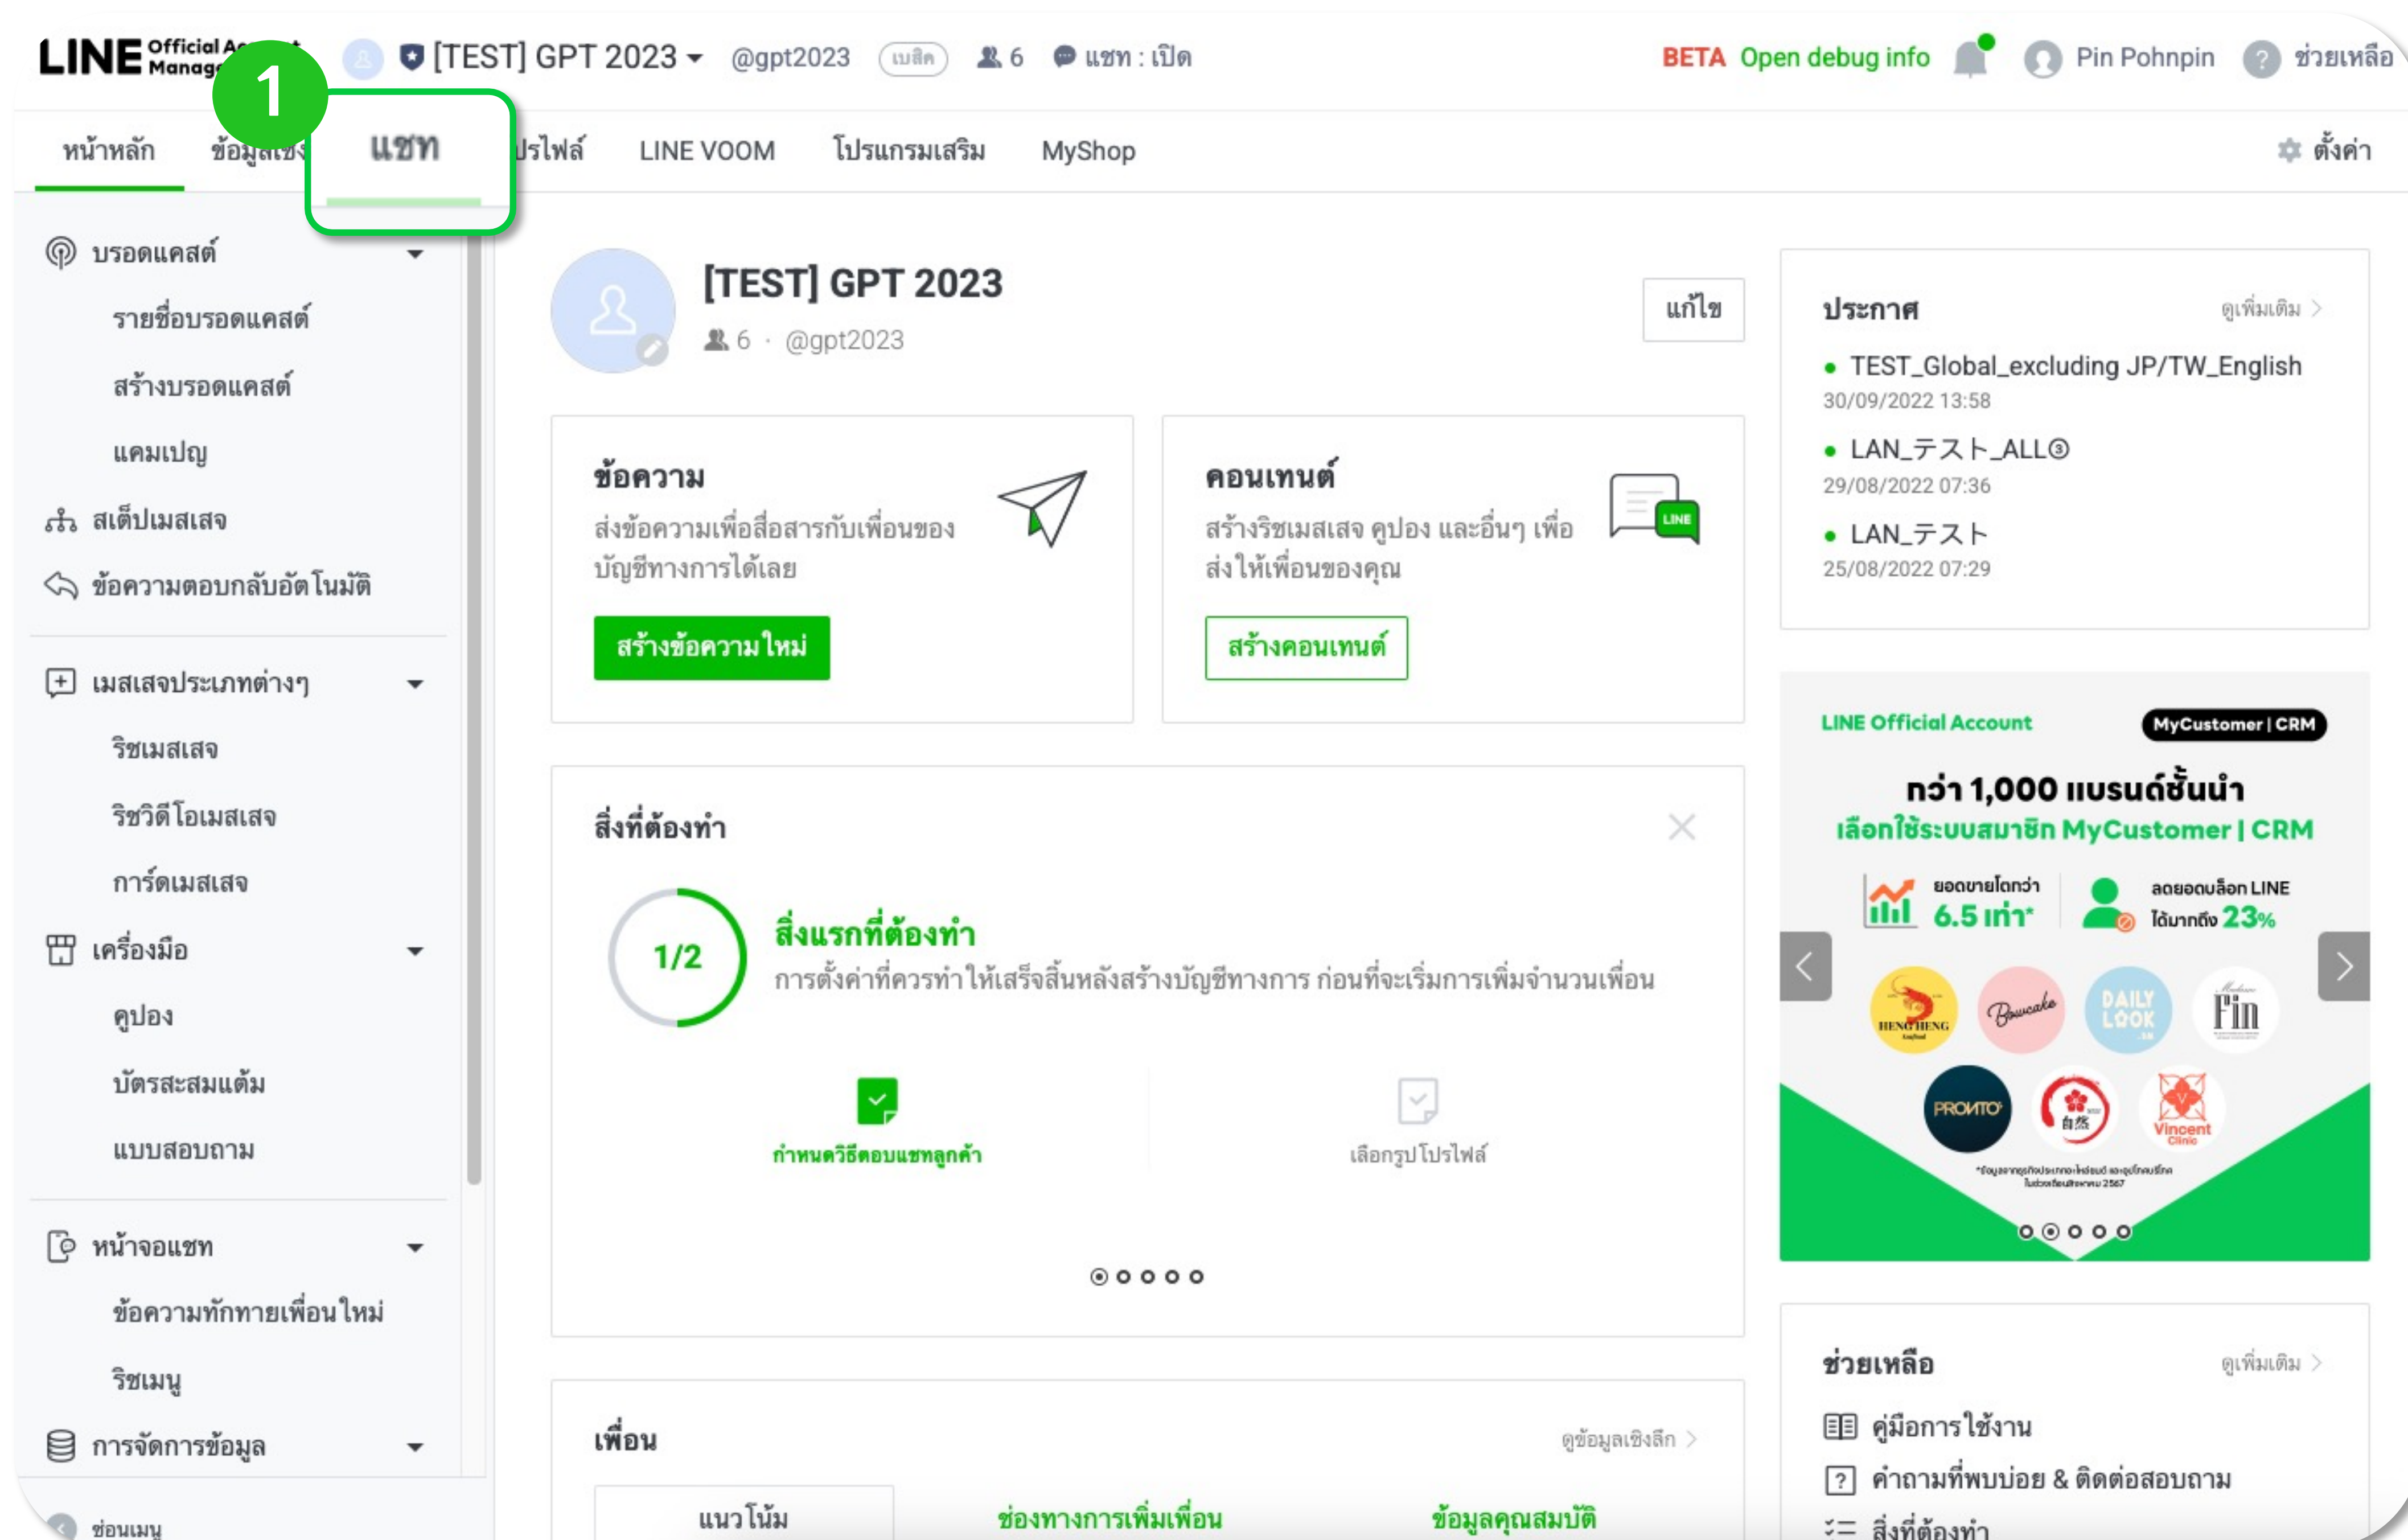 LINE Official Account
Manag
[TEST] GPT 2023 @gpt2023 เบสิค 6 แชท : เปิด
BETA Open debug info Pin Pohnpin ? ช่วยเหลือ
1
หน้าหลัก ข้อมูลเชิง แชท ปรไฟล์ LINE VOOM โปรแกรมเสริม MyShop ตั้งค่า
บรอดแคสต์
รายชื่อบรอดแคสต์
สร้างบรอดแคสต์
แคมเปญ
สเต็ปเมสเสจ
ข้อความตอบกลับอัตโนมัติ
เมสเสจประเภทต่างๆ
ริชเมสเสจ
ริชวิดีโอเมสเสจ
การ์ดเมสเสจ
เครื่องมือ
คูปอง
บัตรสะสมแต้ม
แบบสอบถาม
หน้าจอแชท
ข้อความทักทายเพื่อนใหม่
ริชเมนู
การจัดการข้อมูล
ซ่อนเมนู
[TEST] GPT 2023
6 · @gpt2023
แก้ไข
ข้อความ
ส่งข้อความเพื่อสื่อสารกับเพื่อนของ
บัญชีทางการได้เลย
สร้างข้อความใหม่
คอนเทนต์
สร้างริชเมสเสจ คูปอง และอื่นๆ เพื่อ
ส่งให้เพื่อนของคุณ
LINE
สร้างคอนเทนต์
สิ่งที่ต้องทำ
1/2
สิ่งแรกที่ต้องทำ
การตั้งค่าที่ควรทำให้เสร็จสิ้นหลังสร้างบัญชีทางการ ก่อนที่จะเริ่มการเพิ่มจำนวนเพื่อน
กำหนดวิธีตอบแชทลูกค้า
เลือกรูปโปรไฟล์
เพื่อน
ดูข้อมูลเชิงลึก >
แนวโน้ม
ช่องทางการเพิ่มเพื่อน
ข้อมูลคุณสมบัติ
ประกาศ
ดูเพิ่มเติม >
• TEST_Global_excluding JP/TW_English
30/09/2022 13:58
• LAN_テスト_ALL③
29/08/2022 07:36
• LAN_テスト
25/08/2022 07:29
LINE Official Account
MyCustomer | CRM
กว่า 1,000 แบรนด์ชั้นนำ
เลือกใช้ระบบสมาชิก MyCustomer | CRM
ยอดขายโตกว่า
6.5 เท่า*
ลดยอดบล็อก LINE
ได้มากถึง 23%
HENG HENG
Bowcake
DAILY
LOOK
Fin
PRONTO
自然
Vincent
Clinic
ช่วยเหลือ
ดูเพิ่มเติม >
คู่มือการใช้งาน
? คำถามที่พบบ่อย & ติดต่อสอบถาม
สิ่งที่ต้องทำ